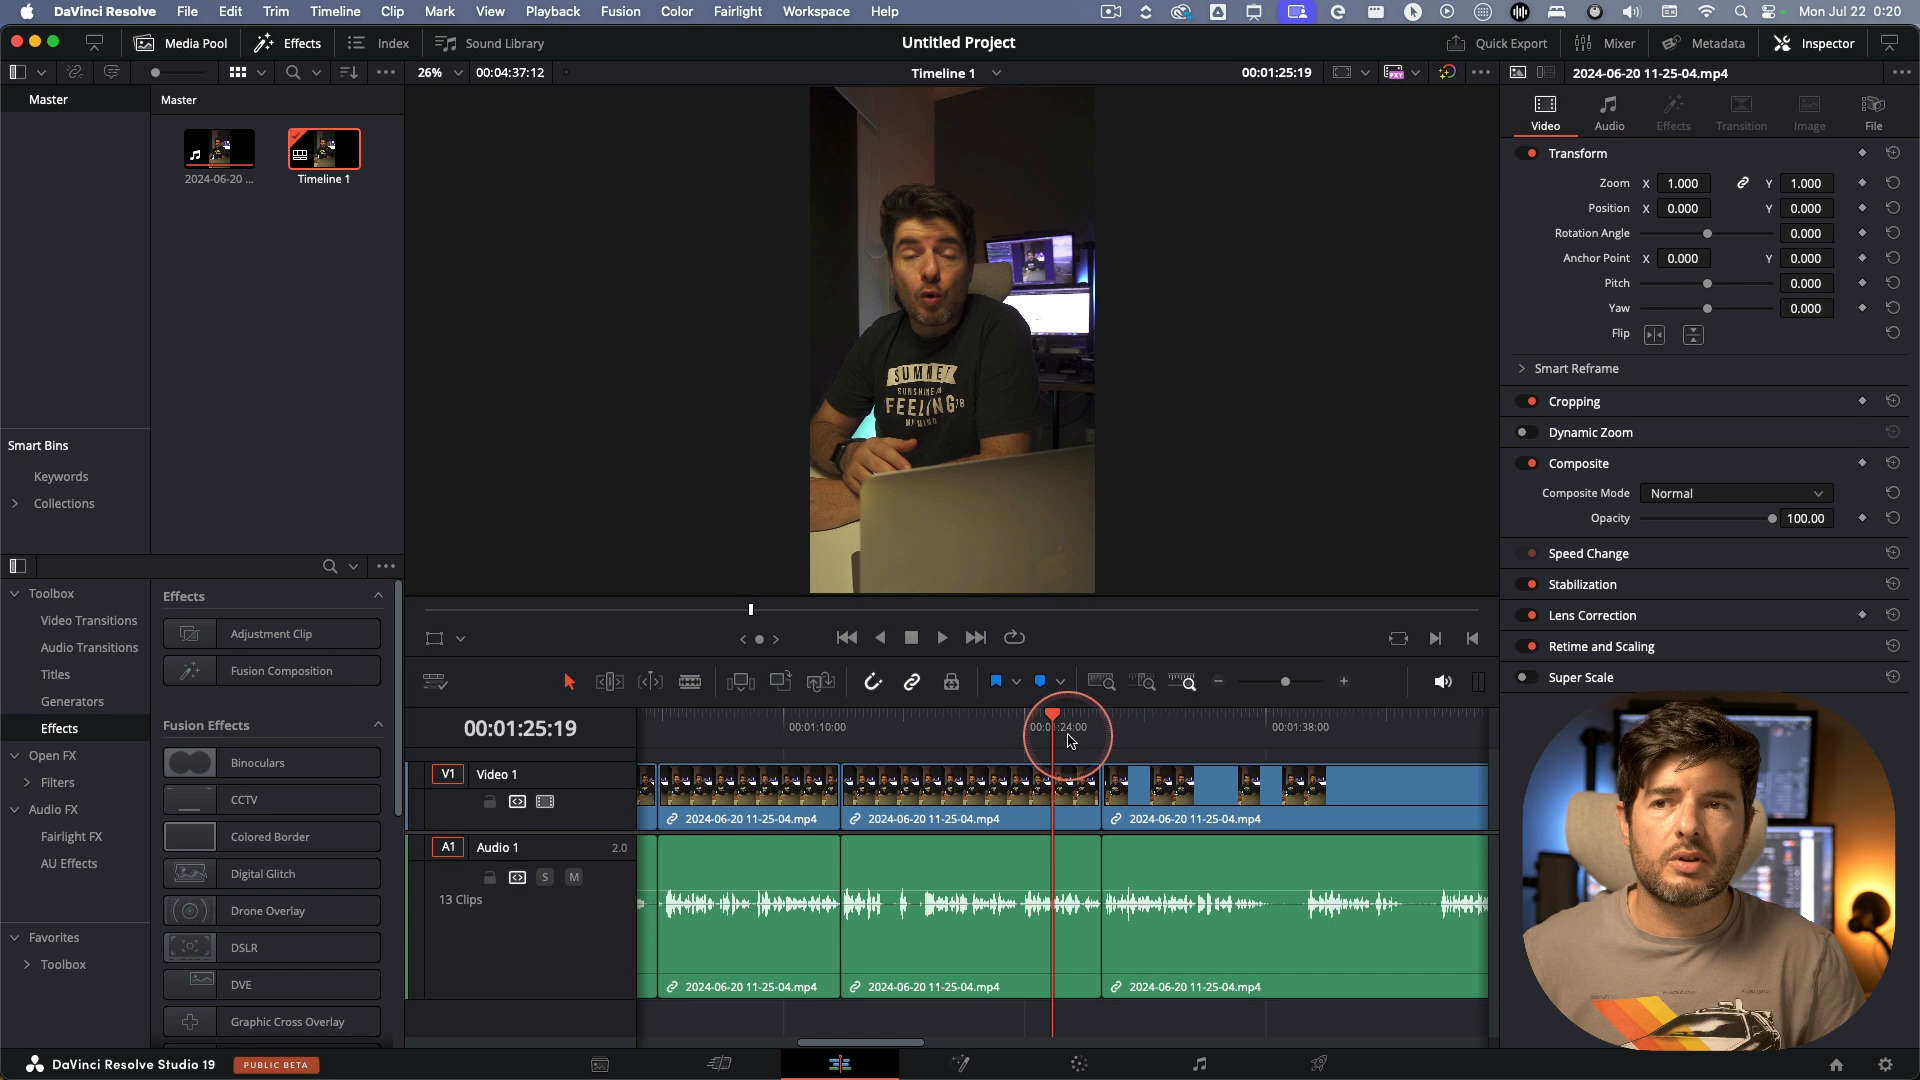 DaVinci Resolve File Edit Trim Timeline Clip Mark View Playback Fusion Color Fairlight Workspace Help Mon Jul 22 0:20
Media Pool Effects Index Sound Library Untitled Project Quick Export Mixer Metadata Inspector
26% 00:04:37:12 Timeline 1 00:01:25:19 2024-06-20 11-25-04.mp4
Master Master
2024-06-20 ... Timeline 1
Video Audio Effects Transition Image File
Transform
Zoom X 1.000 Y 1.000
Position X 0.000 Y 0.000
Rotation Angle 0.000
Anchor Point X 0.000 Y 0.000
Pitch 0.000
Yaw 0.000
Flip
Smart Reframe
Cropping
Dynamic Zoom
Composite
Composite Mode Normal
Opacity 100.00
Speed Change
Stabilization
Lens Correction
Retime and Scaling
Super Scale
SUMMER
SUNSHINE IN
FEELING
MY MIND
Smart Bins
Keywords
Collections
Toolbox
Video Transitions
Audio Transitions
Titles
Generators
Effects
Open FX
Filters
Audio FX
Fairlight FX
AU Effects
Favorites
Toolbox
Effects
Adjustment Clip
Fusion Composition
Fusion Effects
Binoculars
CCTV
Colored Border
Digital Glitch
Drone Overlay
DSLR
DVE
Graphic Cross Overlay
00:01:25:19 00:01:10:00 00:01:24:00 00:01:38:00
V1 Video 1
2024-06-20 11-25-04.mp4 2024-06-20 11-25-04.mp4 2024-06-20 11-25-04.mp4
A1 Audio 1 2.0
S M
13 Clips
2024-06-20 11-25-04.mp4 2024-06-20 11-25-04.mp4 2024-06-20 11-25-04.mp4
DaVinci Resolve Studio 19 PUBLIC BETA